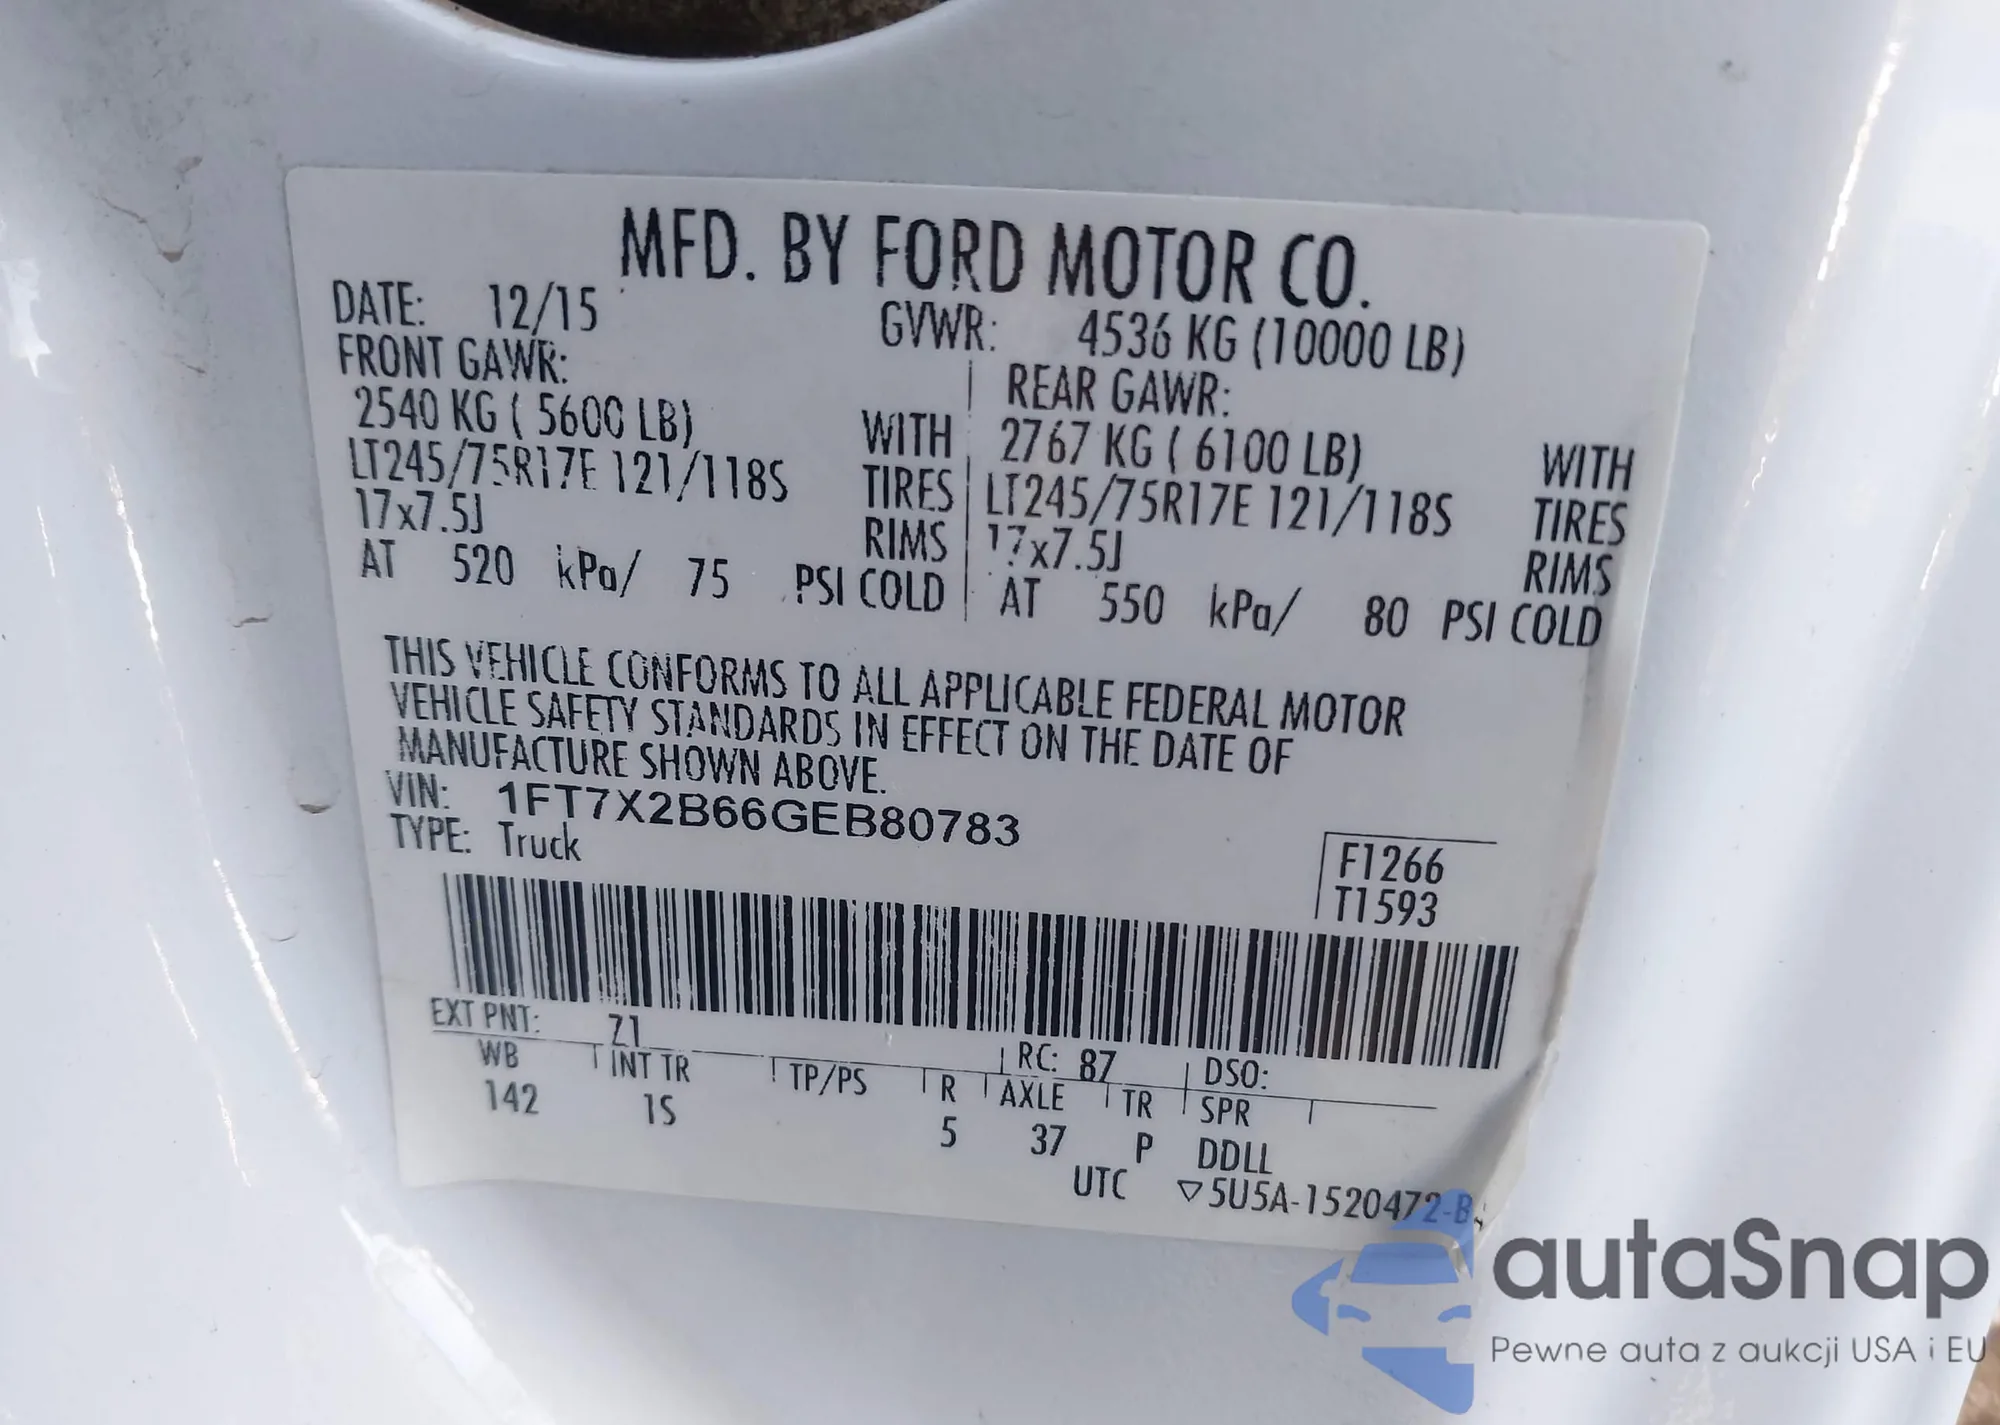 MFD. BY FORD MOTOR CO.
DATE: 12/15 GVWR: 4536 KG (10000 LB)
FRONT GAWR: REAR GAWR:
2540 KG ( 5600 LB) WITH 2767 KG ( 6100 LB) WITH
LT245/75R17E 121/118S TIRES LT245/75R17E 121/118S TIRES
17x7.5J RIMS 17x7.5J RIMS
AT 520 kPa/ 75 PSI COLD AT 550 kPa/ 80 PSI COLD
THIS VEHICLE CONFORMS TO ALL APPLICABLE FEDERAL MOTOR
VEHICLE SAFETY STANDARDS IN EFFECT ON THE DATE OF
MANUFACTURE SHOWN ABOVE.
VIN: 1FT7X2B66GEB80783
TYPE: Truck
F1266
T1593
EXT PNT: Z1 RC: 87 DSO:
WB INT TR TP/PS R AXLE TR SPR
142 1S 5 37 P DDLL
UTC ▽5U5A-1520472-B
autaSnap
Pewne auta z aukcji USA i EU